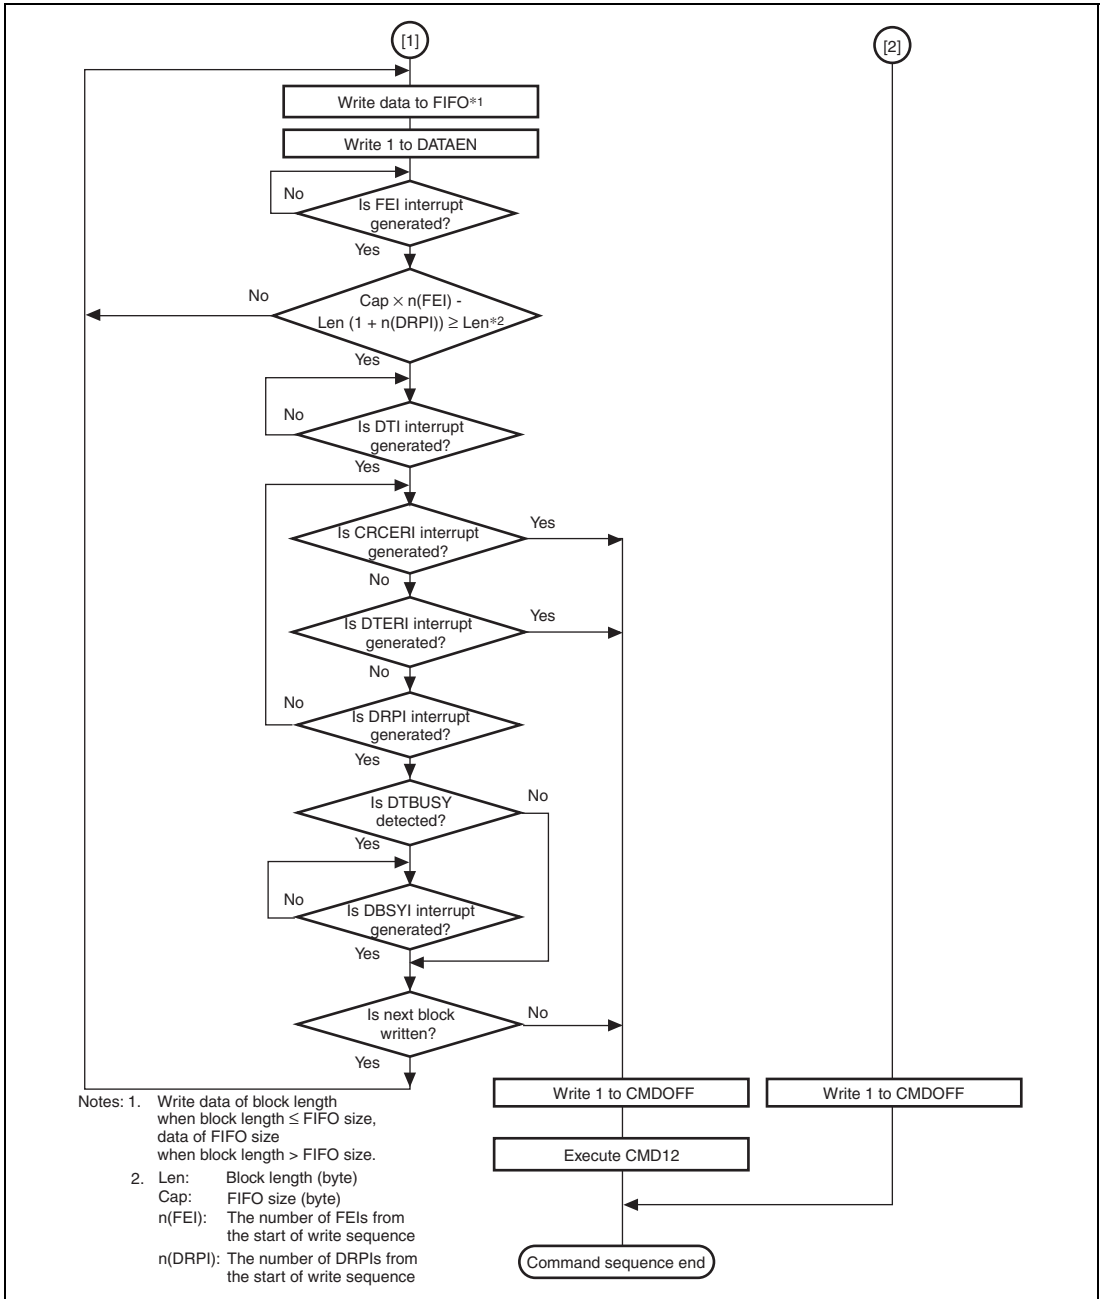 [1]
[2]
Write data to FIFO*1
Write 1 to DATAEN
No
Is FEI interrupt
generated?
Yes
No
Cap × n(FEI) -
Len (1 + n(DRPI)) ≥ Len*2
Yes
No
Is DTI interrupt
generated?
Yes
Is CRCERI interrupt
generated?
Yes
No
Is DTERI interrupt
generated?
Yes
No
No
Is DRPI interrupt
generated?
Yes
Is DTBUSY
detected?
No
Yes
No
Is DBSYI interrupt
generated?
Yes
Is next block
written?
No
Yes
Write 1 to CMDOFF
Write 1 to CMDOFF
Execute CMD12
Command sequence end
Notes: 1. Write data of block length
when block length ≤ FIFO size,
data of FIFO size
when block length > FIFO size.
2. Len: Block length (byte)
Cap: FIFO size (byte)
n(FEI): The number of FEIs from
the start of write sequence
n(DRPI): The number of DRPIs from
the start of write sequence